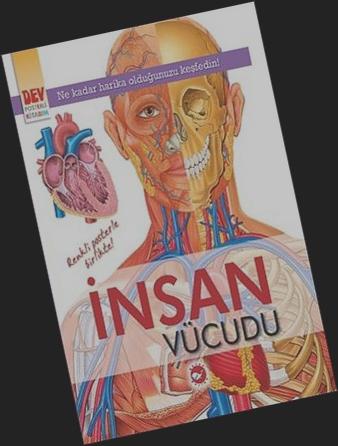 DEV
POSTERLİ
KİTABIM
Ne kadar harika olduğunuzu keşfedin!
Renkli posterle
birlikte!
İNSAN
VÜCUDU